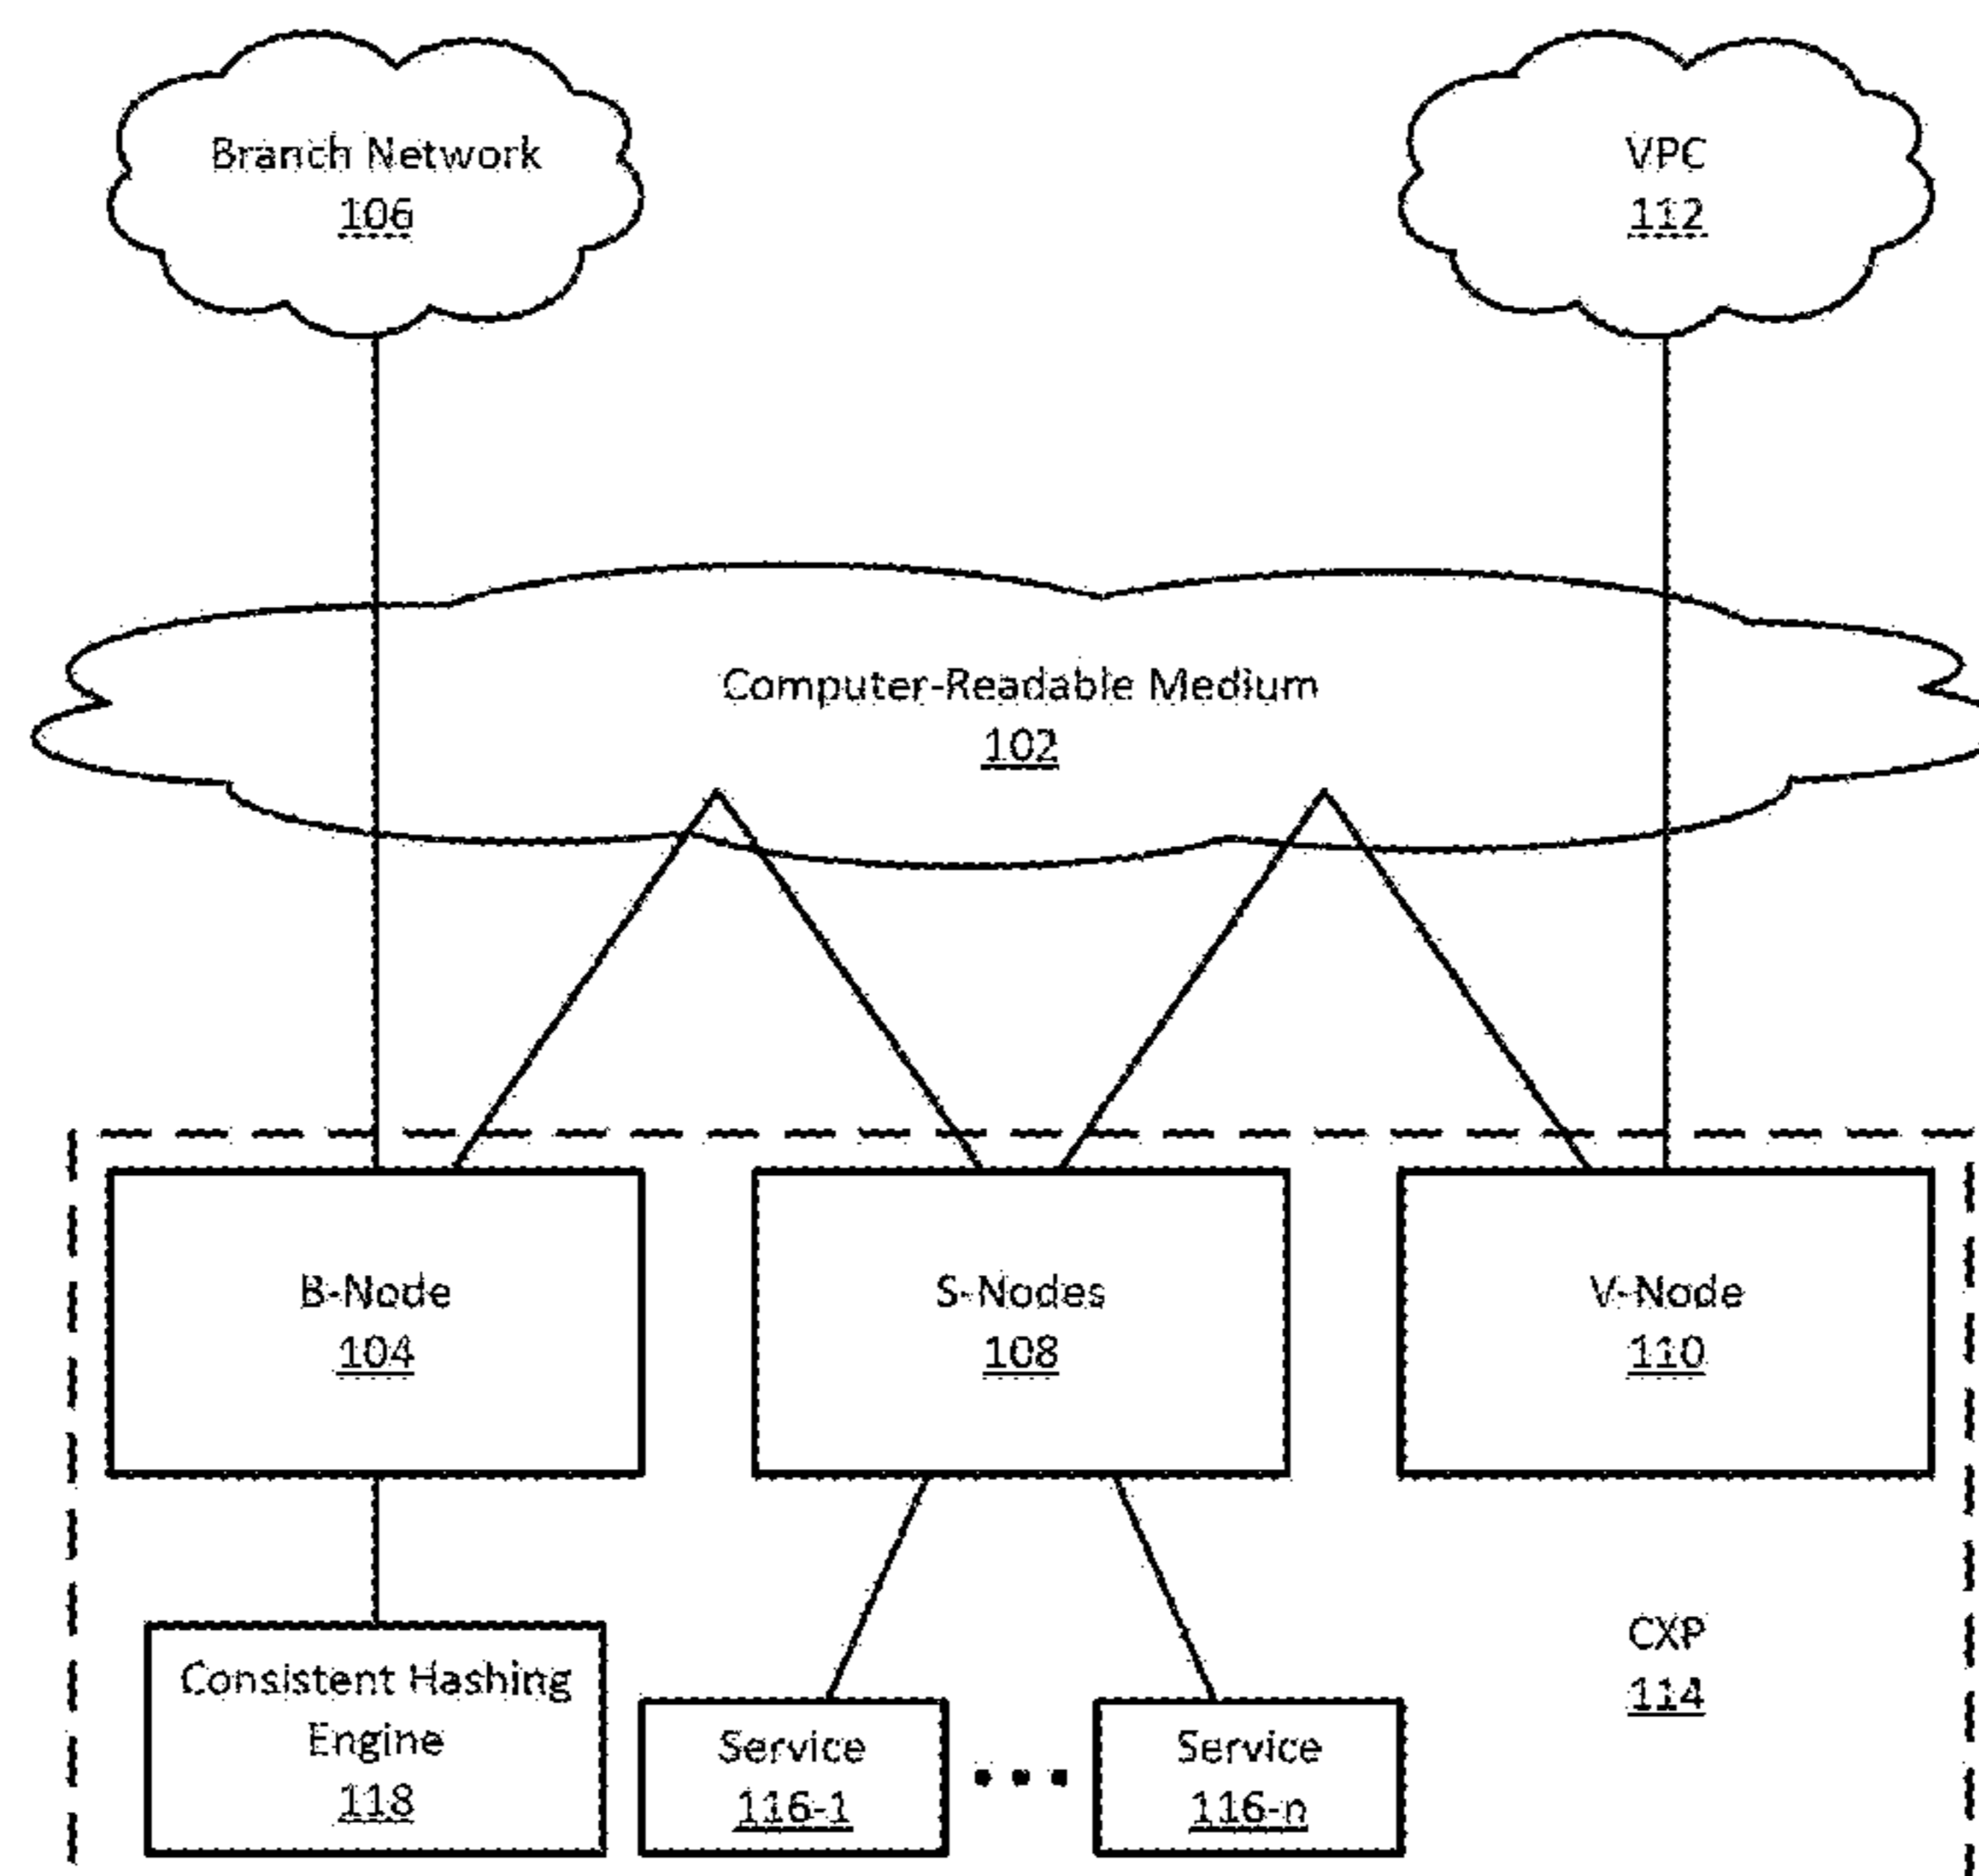 Branch Network
106
VPC
112
Computer-Readable Medium
102
B-Node
104
S-Nodes
108
V-Node
110
Consistent Hashing
Engine
118
Service
116-1
Service
116-n
CXP
114